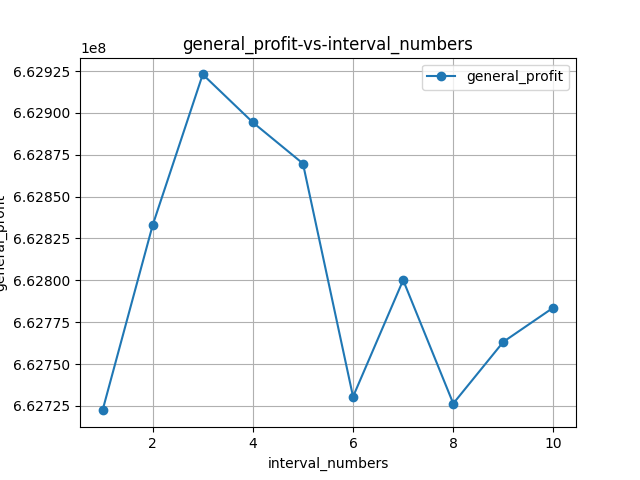 general_profit-vs-interval_numbers
1e8
general_profit
6.62925
6.62900
6.62875
6.62850
6.62825
6.62800
6.62775
6.62750
6.62725
general_profit
2
4
6
8
10
interval_numbers